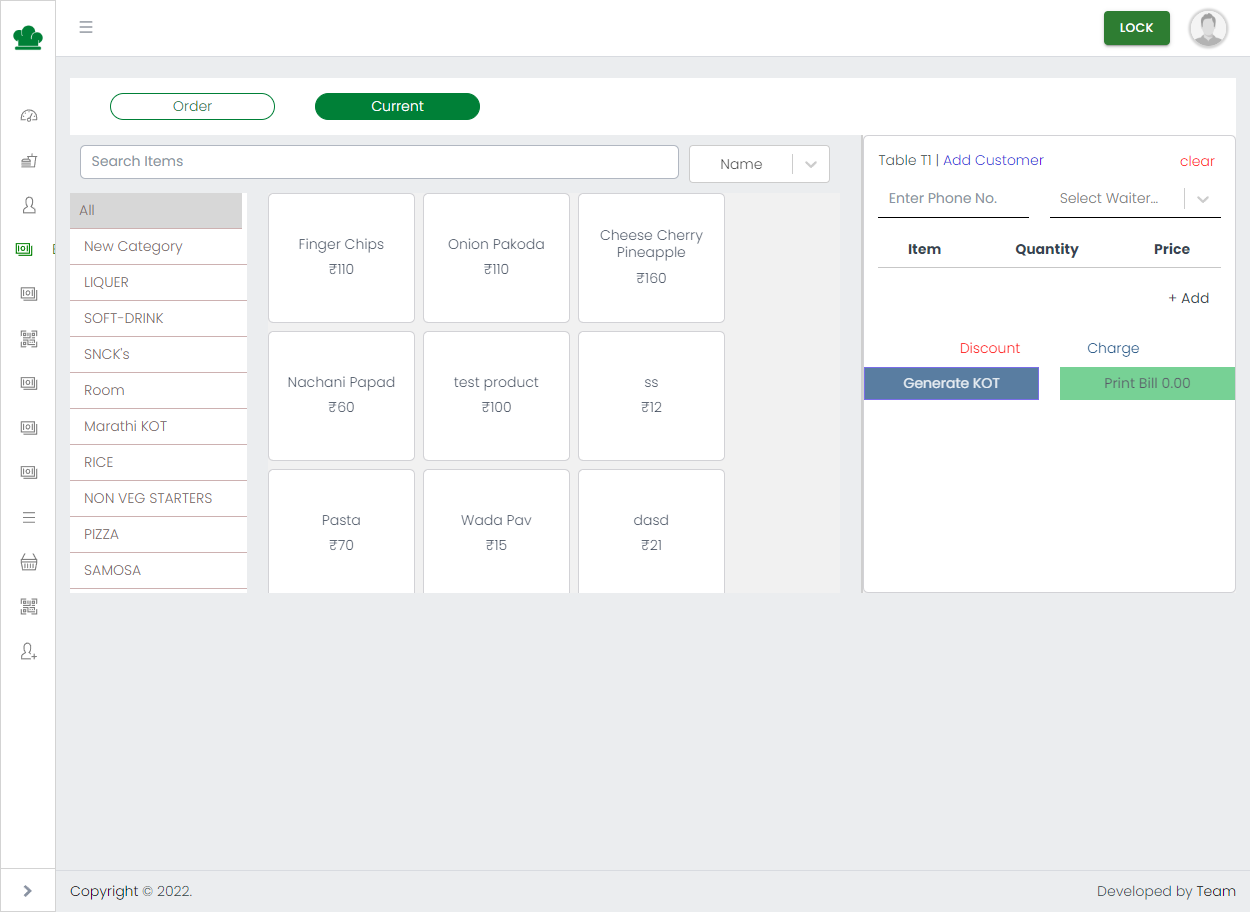 LOCK
Order
Current
Search Items
Name
All
New Category
LIQUER
SOFT-DRINK
SNCK's
Room
Marathi KOT
RICE
NON VEG STARTERS
PIZZA
SAMOSA
Finger Chips
₹110
Onion Pakoda
₹110
Cheese Cherry
Pineapple
₹160
Nachani Papad
₹60
test product
₹100
ss
₹12
Pasta
₹70
Wada Pav
₹15
dasd
₹21
Table T1 | Add Customer
clear
Enter Phone No.
Select Waiter...
Item Quantity Price
+ Add
Discount
Charge
Generate KOT
Print Bill 0.00
Copyright © 2022.
Developed by Team